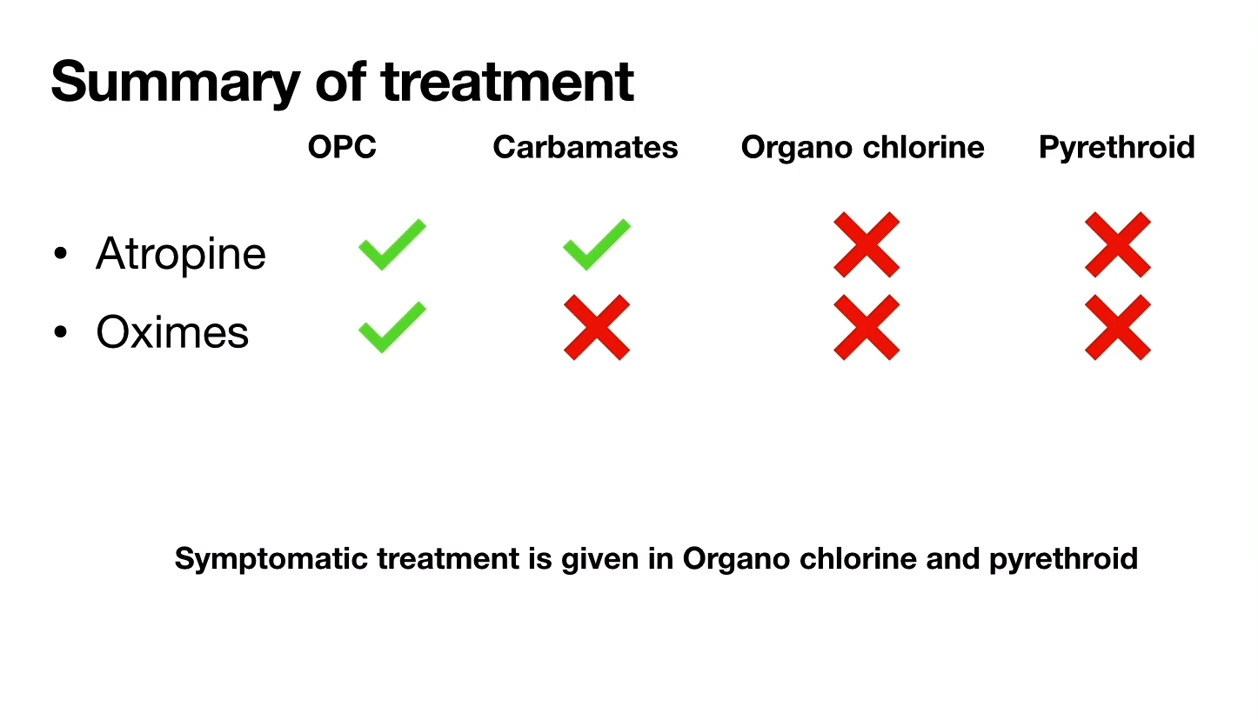 Summary of treatment
OPC Carbamates Organo chlorine Pyrethroid
• Atropine
• Oximes
Symptomatic treatment is given in Organo chlorine and pyrethroid